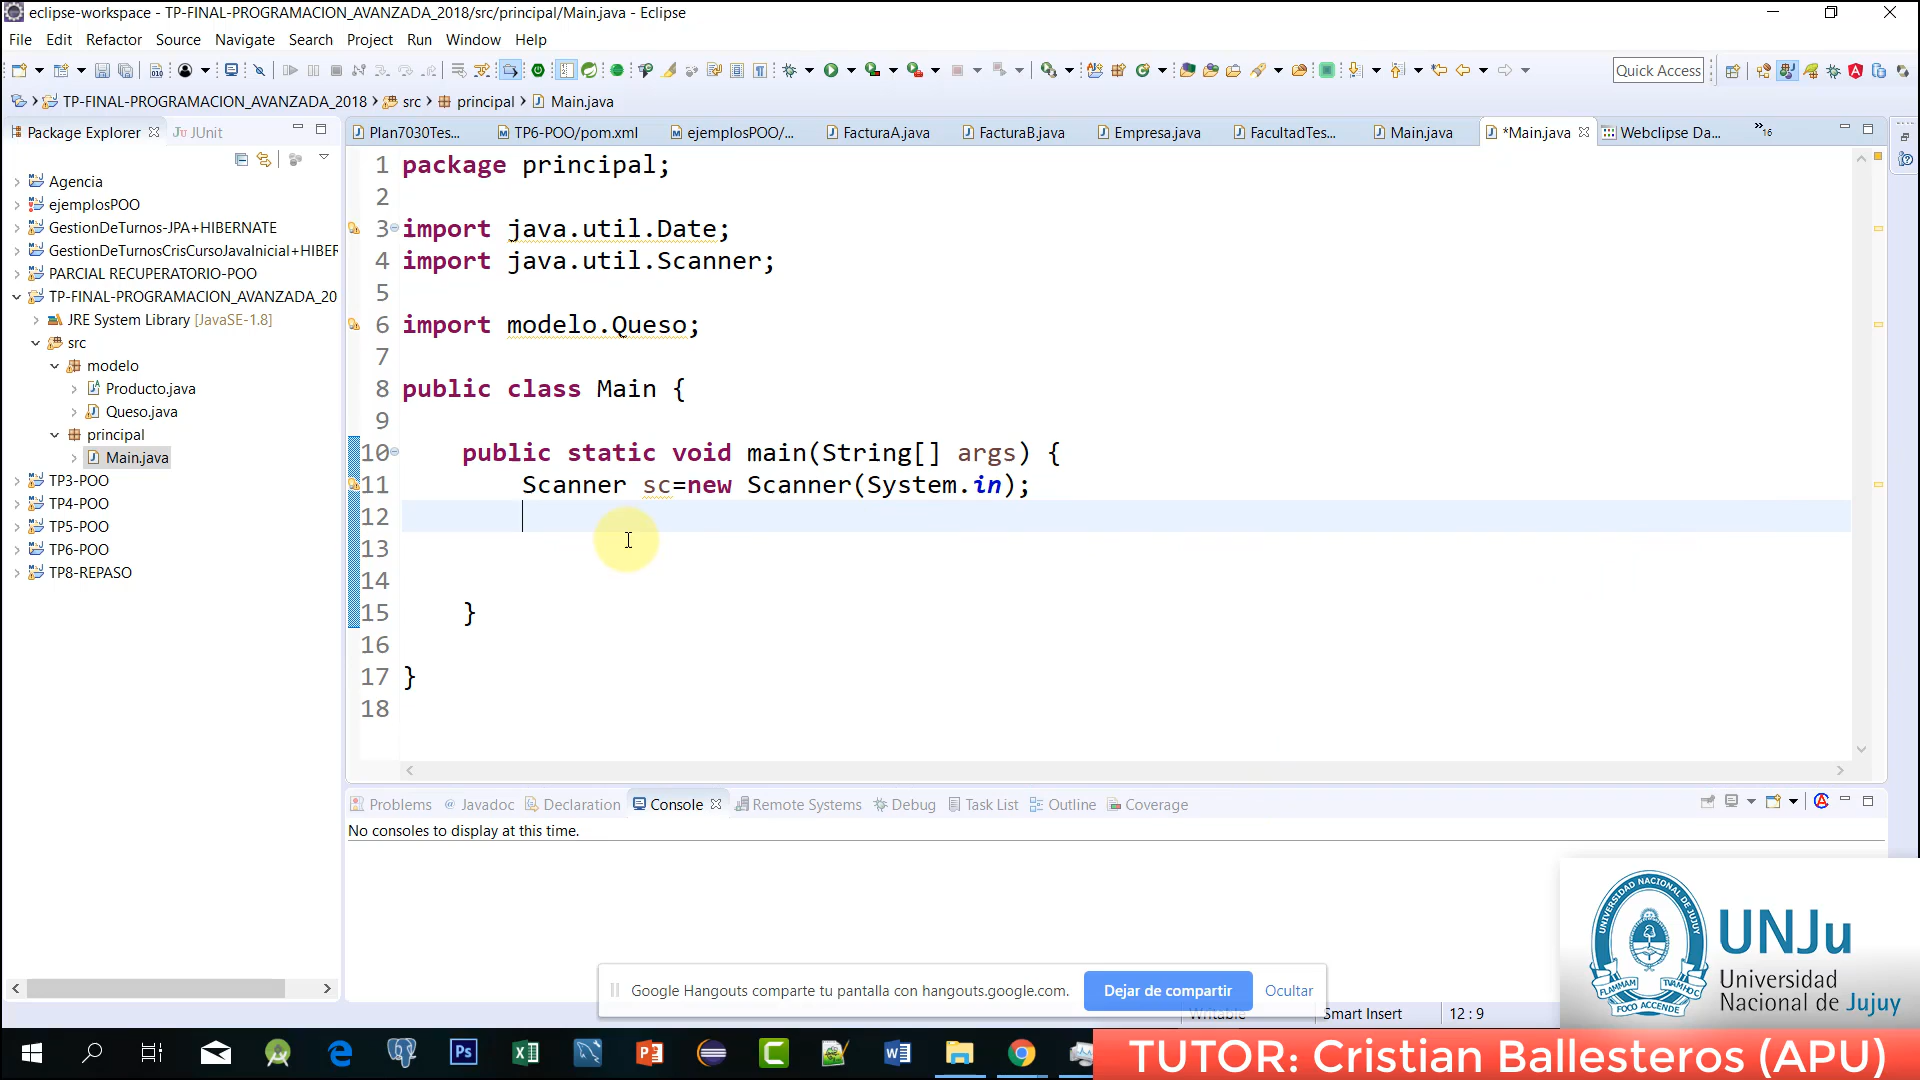 eclipse-workspace - TP-FINAL-PROGRAMACION_AVANZADA_2018/src/principal/Main.java - Eclipse
File Edit Refactor Source Navigate Search Project Run Window Help
Quick Access
TP-FINAL-PROGRAMACION_AVANZADA_2018 src principal Main.java
Package Explorer JUnit
Plan7030Tes... TP6-POO/pom.xml ejemplosPOO/... FacturaA.java FacturaB.java Empresa.java FacultadTes... Main.java *Main.java Webclipse Da... »16
Agencia
ejemplosPOO
GestionDeTurnos-JPA+HIBERNATE
GestionDeTurnosCrisCursoJavaInicial+HIBER
PARCIAL RECUPERATORIO-POO
TP-FINAL-PROGRAMACION_AVANZADA_20
JRE System Library [JavaSE-1.8]
src
modelo
Producto.java
Queso.java
principal
Main.java
TP3-POO
TP4-POO
TP5-POO
TP6-POO
TP8-REPASO
1 package principal;
2
3 import java.util.Date;
4 import java.util.Scanner;
5
6 import modelo.Queso;
7
8 public class Main {
9
10 public static void main(String[] args) {
11 Scanner sc=new Scanner(System.in);
12
13
14
15 }
16
17 }
18
Problems Javadoc Declaration Console Remote Systems Debug Task List Outline Coverage
No consoles to display at this time.
Google Hangouts comparte tu pantalla con hangouts.google.com. Dejar de compartir Ocultar
Writable Smart Insert 12 : 9
UNIVERSIDAD NACIONAL DE JUJUY
UNJu
Universidad
Nacional de Jujuy
TUTOR: Cristian Ballesteros (APU)